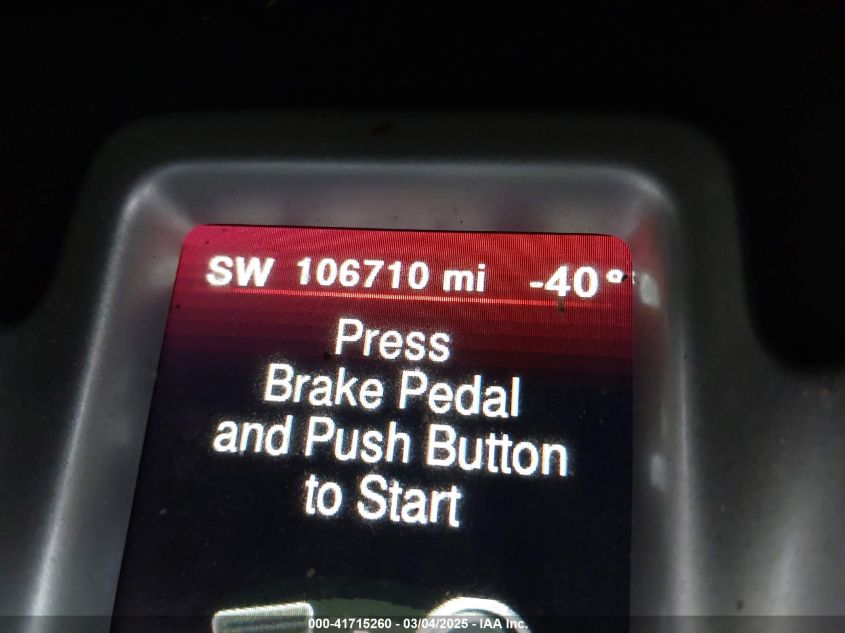 SW 106710 mi -40°
Press
Brake Pedal
and Push Button
to Start
000-41715260 - 03/04/2025 - IAA Inc.